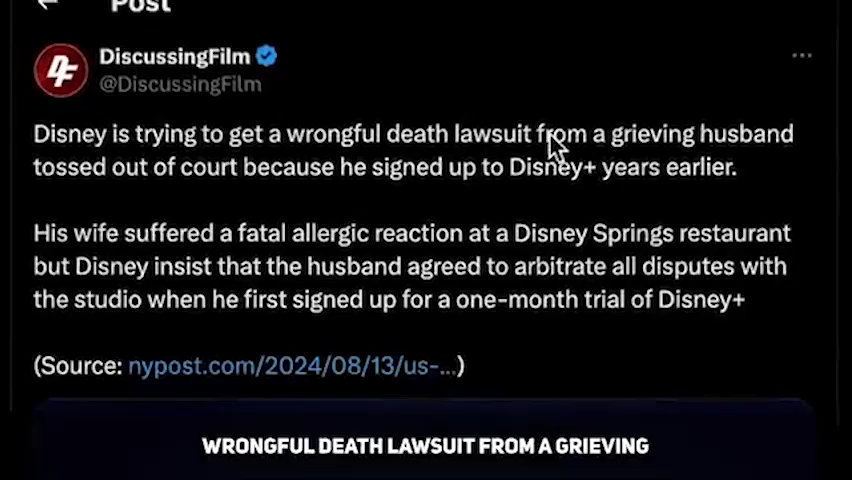 Post
DiscussingFilm
@DiscussingFilm
Disney is trying to get a wrongful death lawsuit from a grieving husband
tossed out of court because he signed up to Disney+ years earlier.
His wife suffered a fatal allergic reaction at a Disney Springs restaurant
but Disney insist that the husband agreed to arbitrate all disputes with
the studio when he first signed up for a one-month trial of Disney+
(Source: nypost.com/2024/08/13/us-...)
WRONGFUL DEATH LAWSUIT FROM A GRIEVING